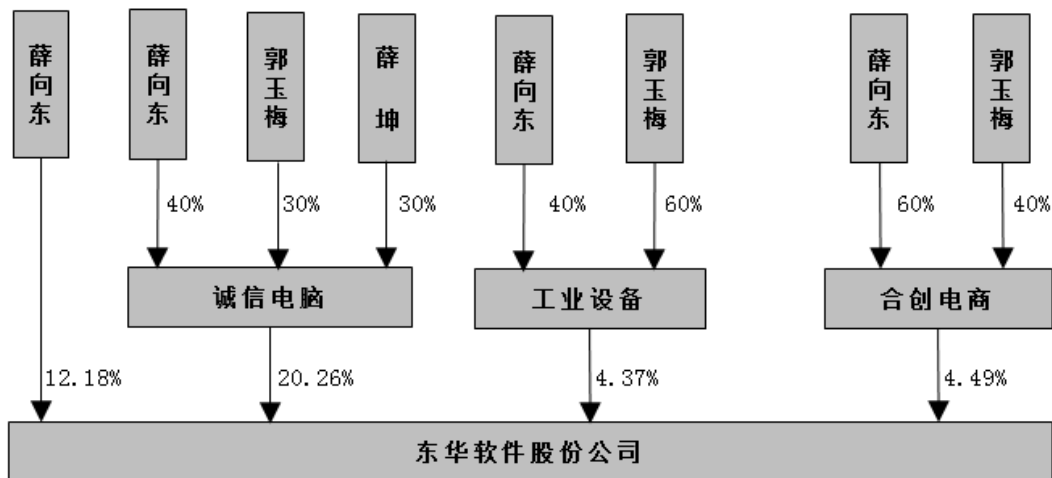 薛向东
薛向东
郭玉梅
薛坤
薛向东
郭玉梅
薛向东
郭玉梅
40%
30%
30%
40%
60%
60%
40%
诚信电脑
工业设备
合创电商
12.18%
20.26%
4.37%
4.49%
东华软件股份公司